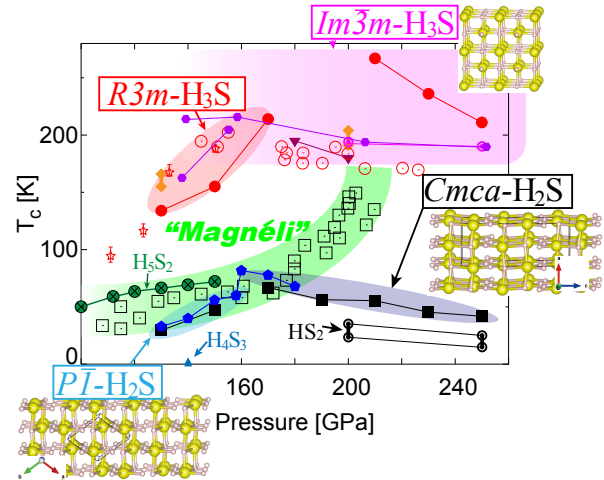 Im3̅m-H₃S
R3m-H₃S
200
Cmca-H₂S
"Magnéli"
T_c [K]
100
H₅S₂
HS₂
0
H₄S₃
P1̅-H₂S
160
200
240
Pressure [GPa]